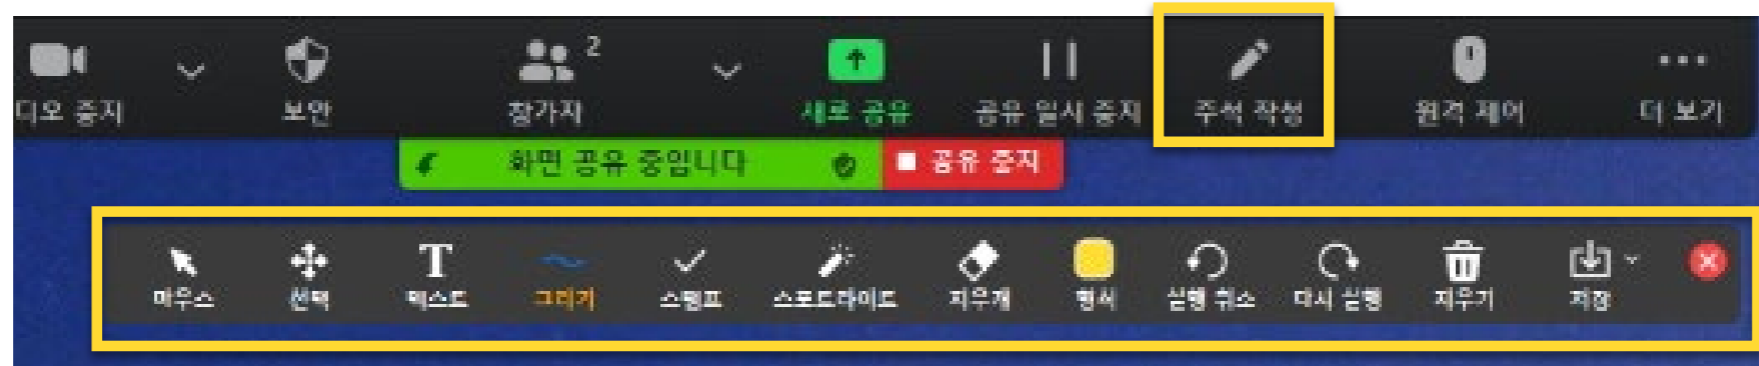 2
디오 중지 보안 참가자 새로 공유 공유 일시 중지 주석 작성 원격 제어 더 보기
화면 공유 중입니다 공유 중지
T
마우스 선택 텍스트 그리기 스탬프 스포트라이트 지우개 형식 실행 취소 다시 실행 지우기 저장